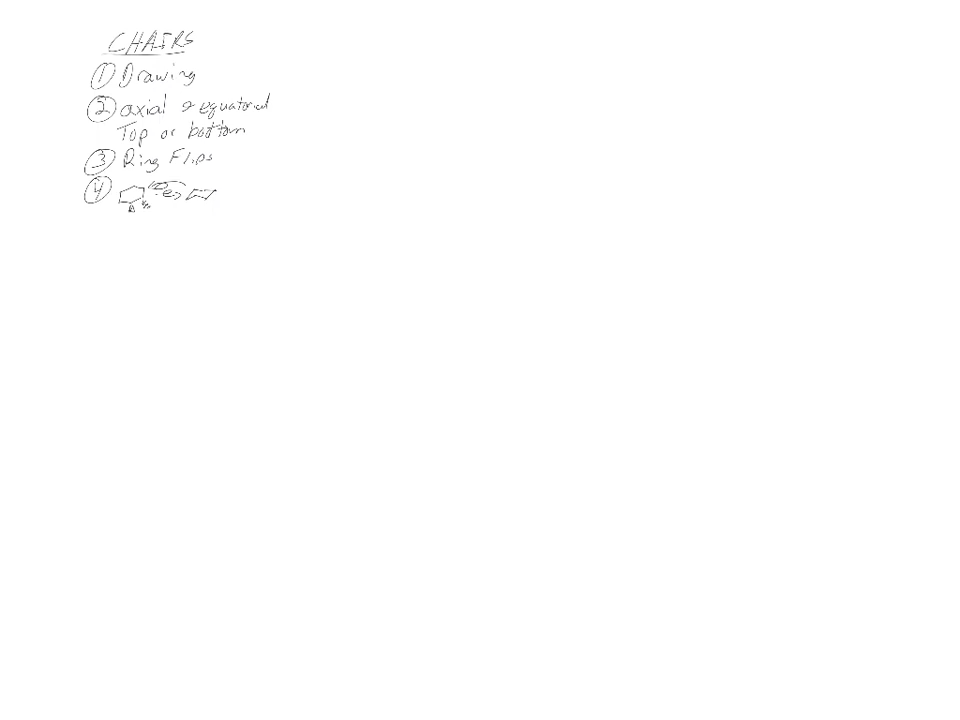 CHAIRS
① Drawing
② axial & equatorial
Top or bottom
③ Ring Flips
④